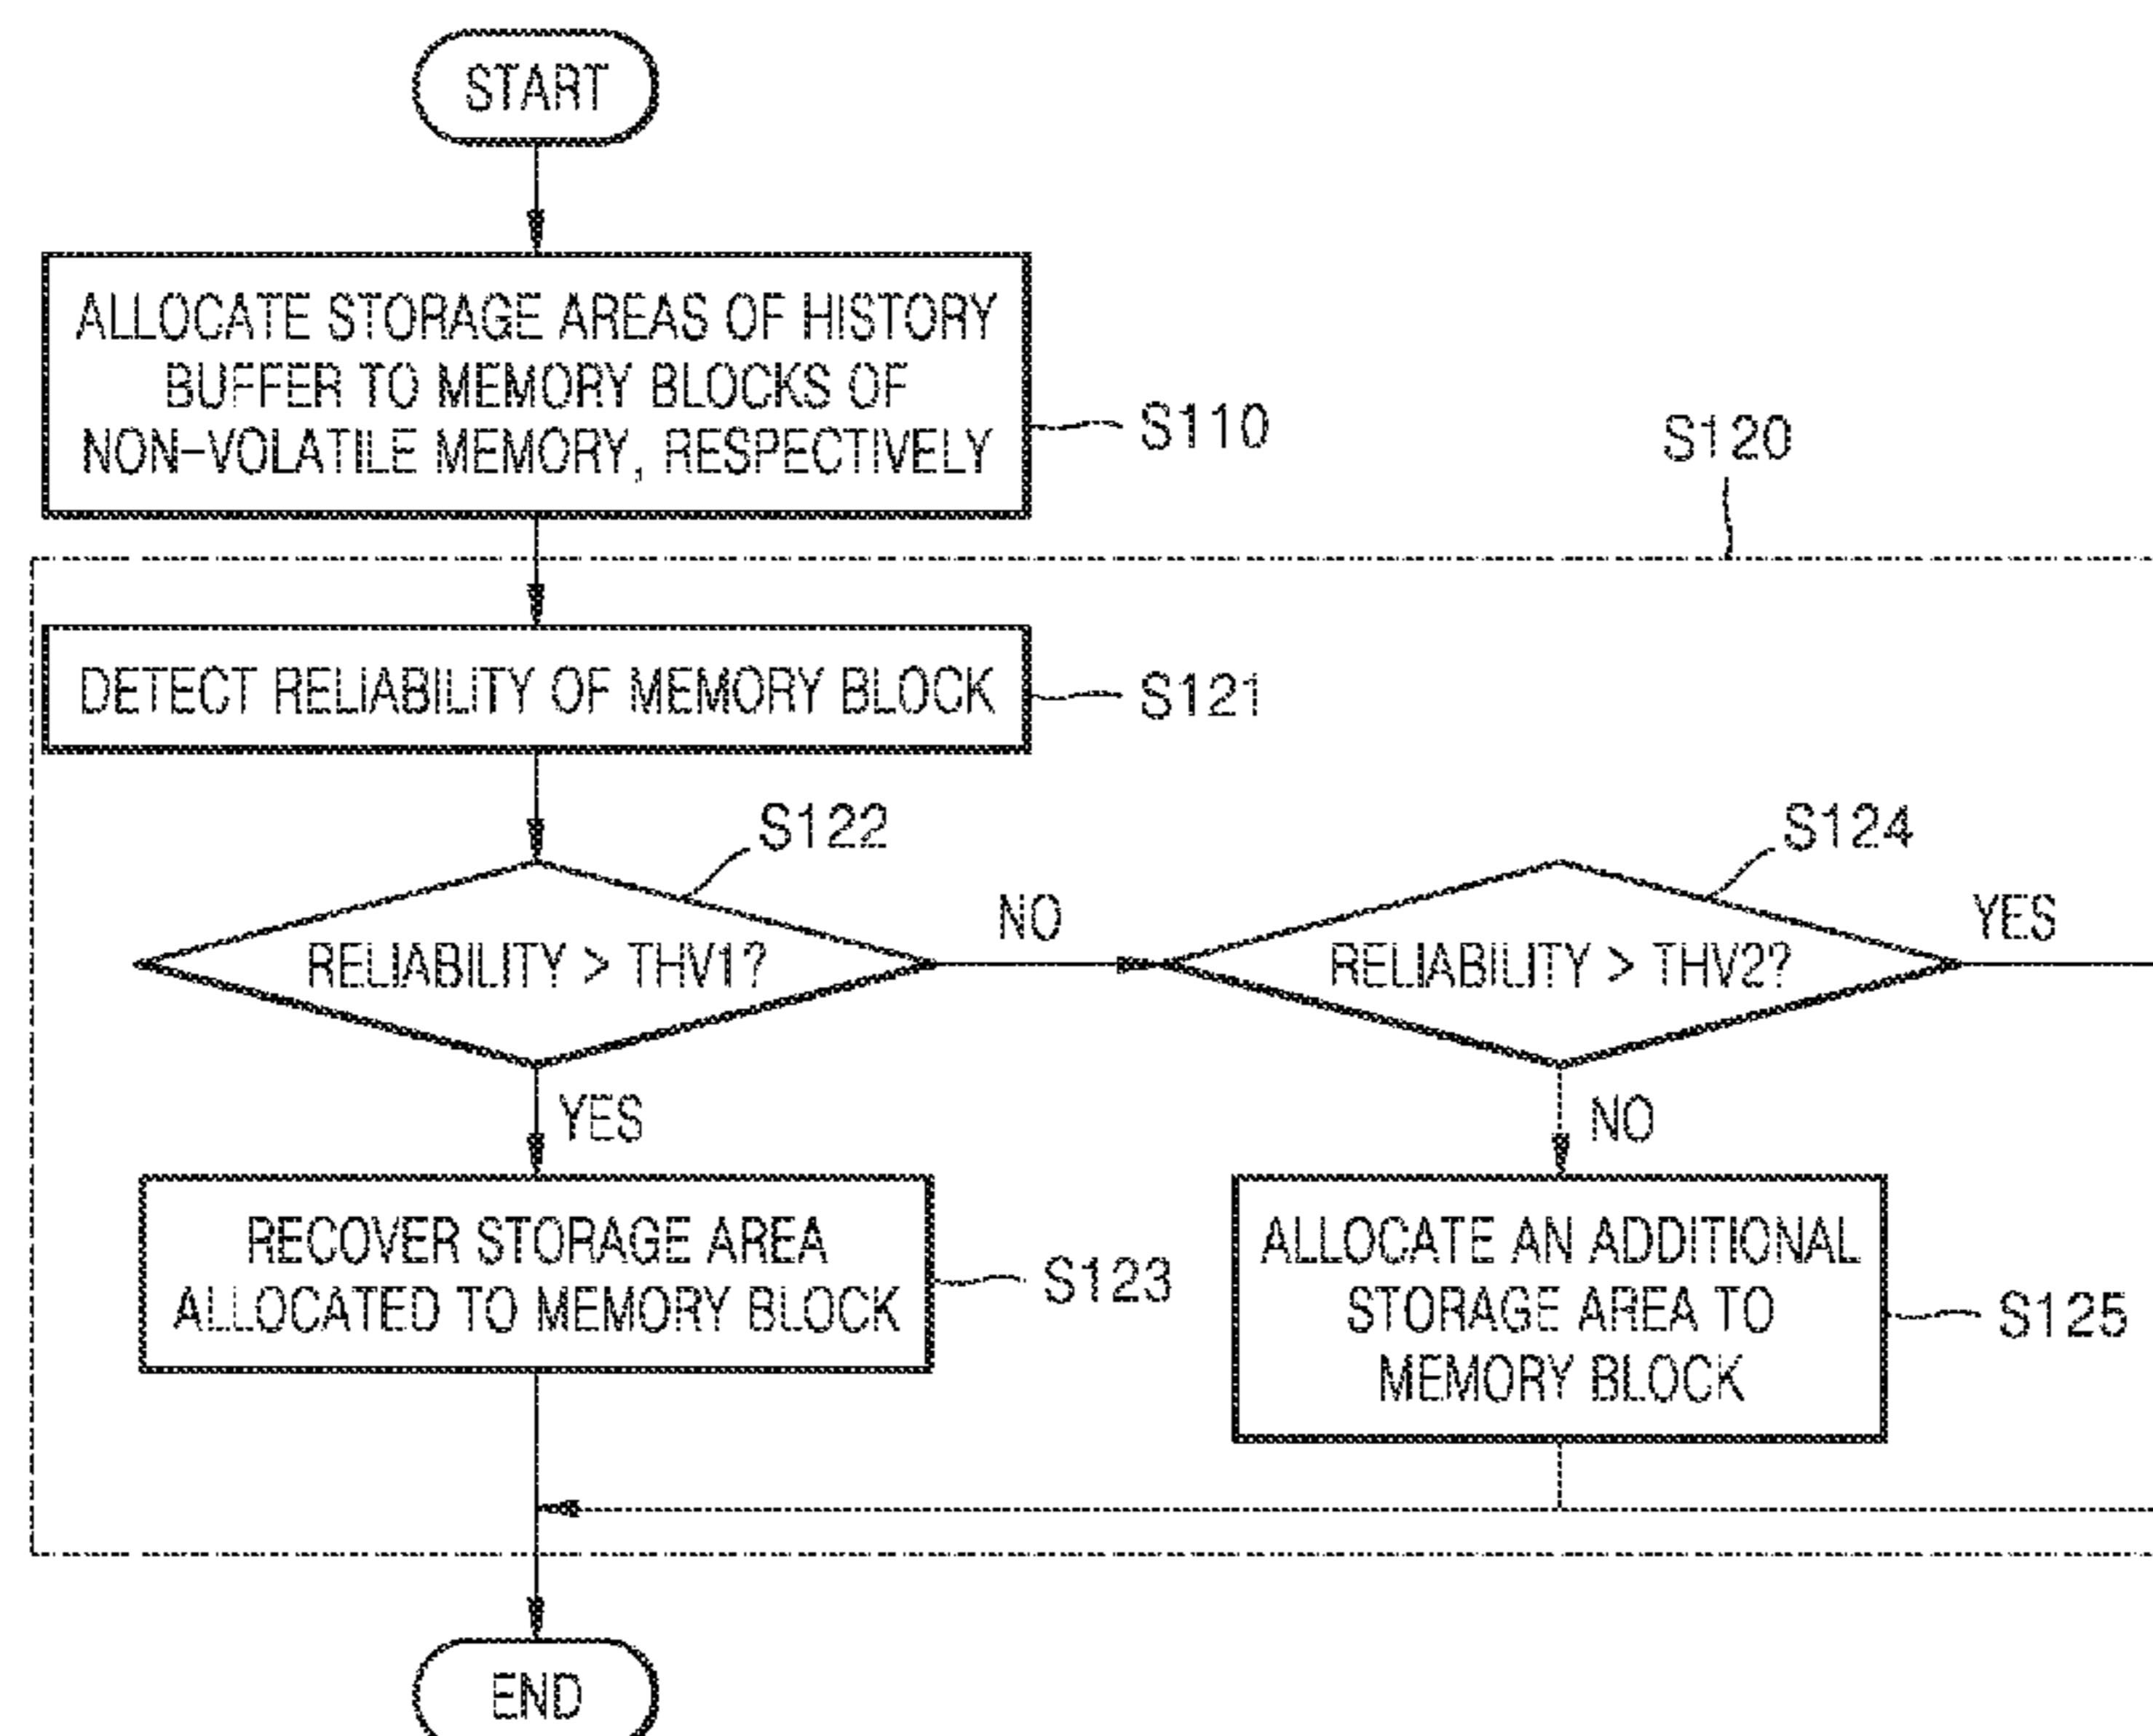 START
ALLOCATE STORAGE AREAS OF HISTORY
BUFFER TO MEMORY BLOCKS OF
NON-VOLATILE MEMORY, RESPECTIVELY
S110
S120
DETECT RELIABILITY OF MEMORY BLOCK
S121
S122
RELIABILITY > THV1?
NO
S124
RELIABILITY > THV2?
YES
YES
NO
RECOVER STORAGE AREA
ALLOCATED TO MEMORY BLOCK
S123
ALLOCATE AN ADDITIONAL
STORAGE AREA TO
MEMORY BLOCK
S125
END